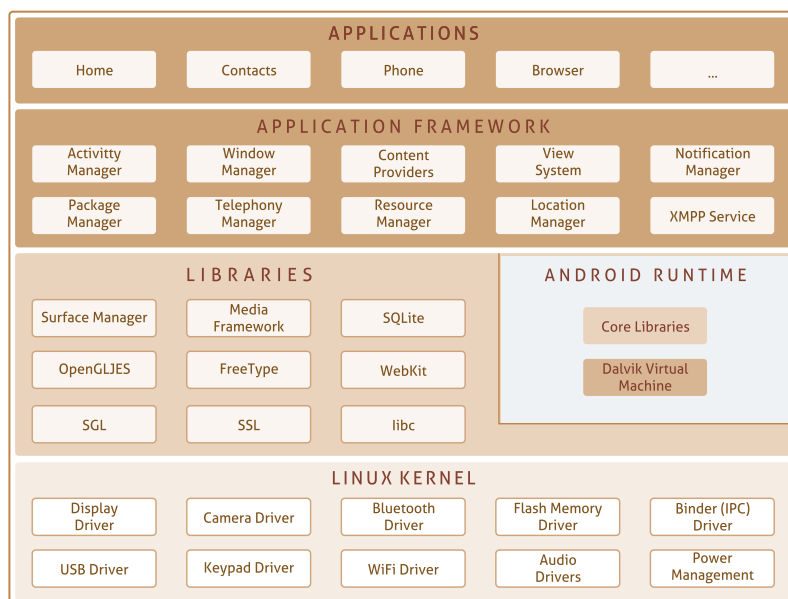 APPLICATIONS
Home
Contacts
Phone
Browser
...
APPLICATION FRAMEWORK
Activitty
Manager
Window
Manager
Content
Providers
View
System
Notification
Manager
Package
Manager
Telephony
Manager
Resource
Manager
Location
Manager
XMPP Service
LIBRARIES
Surface Manager
Media
Framework
SQLite
OpenGLJES
FreeType
WebKit
SGL
SSL
Iibc
ANDROID RUNTIME
Core Libraries
Dalvik Virtual
Machine
LINUX KERNEL
Display
Driver
Camera Driver
Bluetooth
Driver
Flash Memory
Driver
Binder (IPC)
Driver
USB Driver
Keypad Driver
WiFi Driver
Audio
Drivers
Power
Management